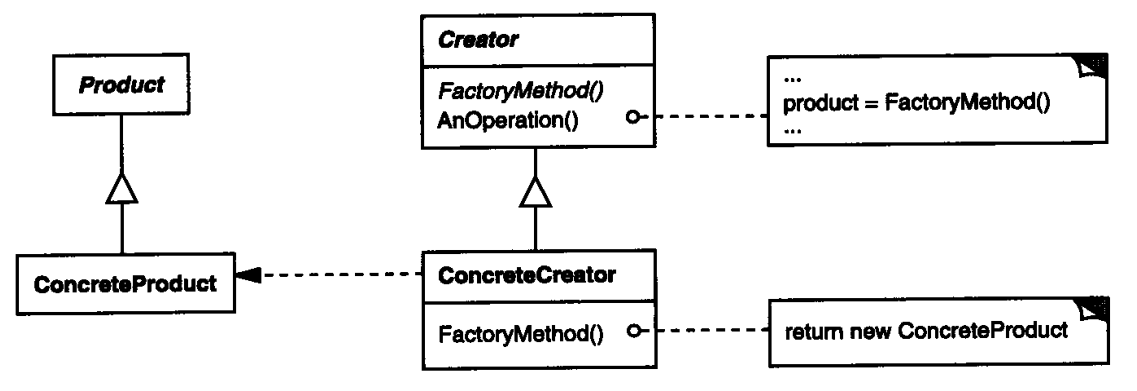 Product
ConcreteProduct
Creator
FactoryMethod()
AnOperation()
...
product = FactoryMethod()
...
ConcreteCreator
FactoryMethod()
return new ConcreteProduct